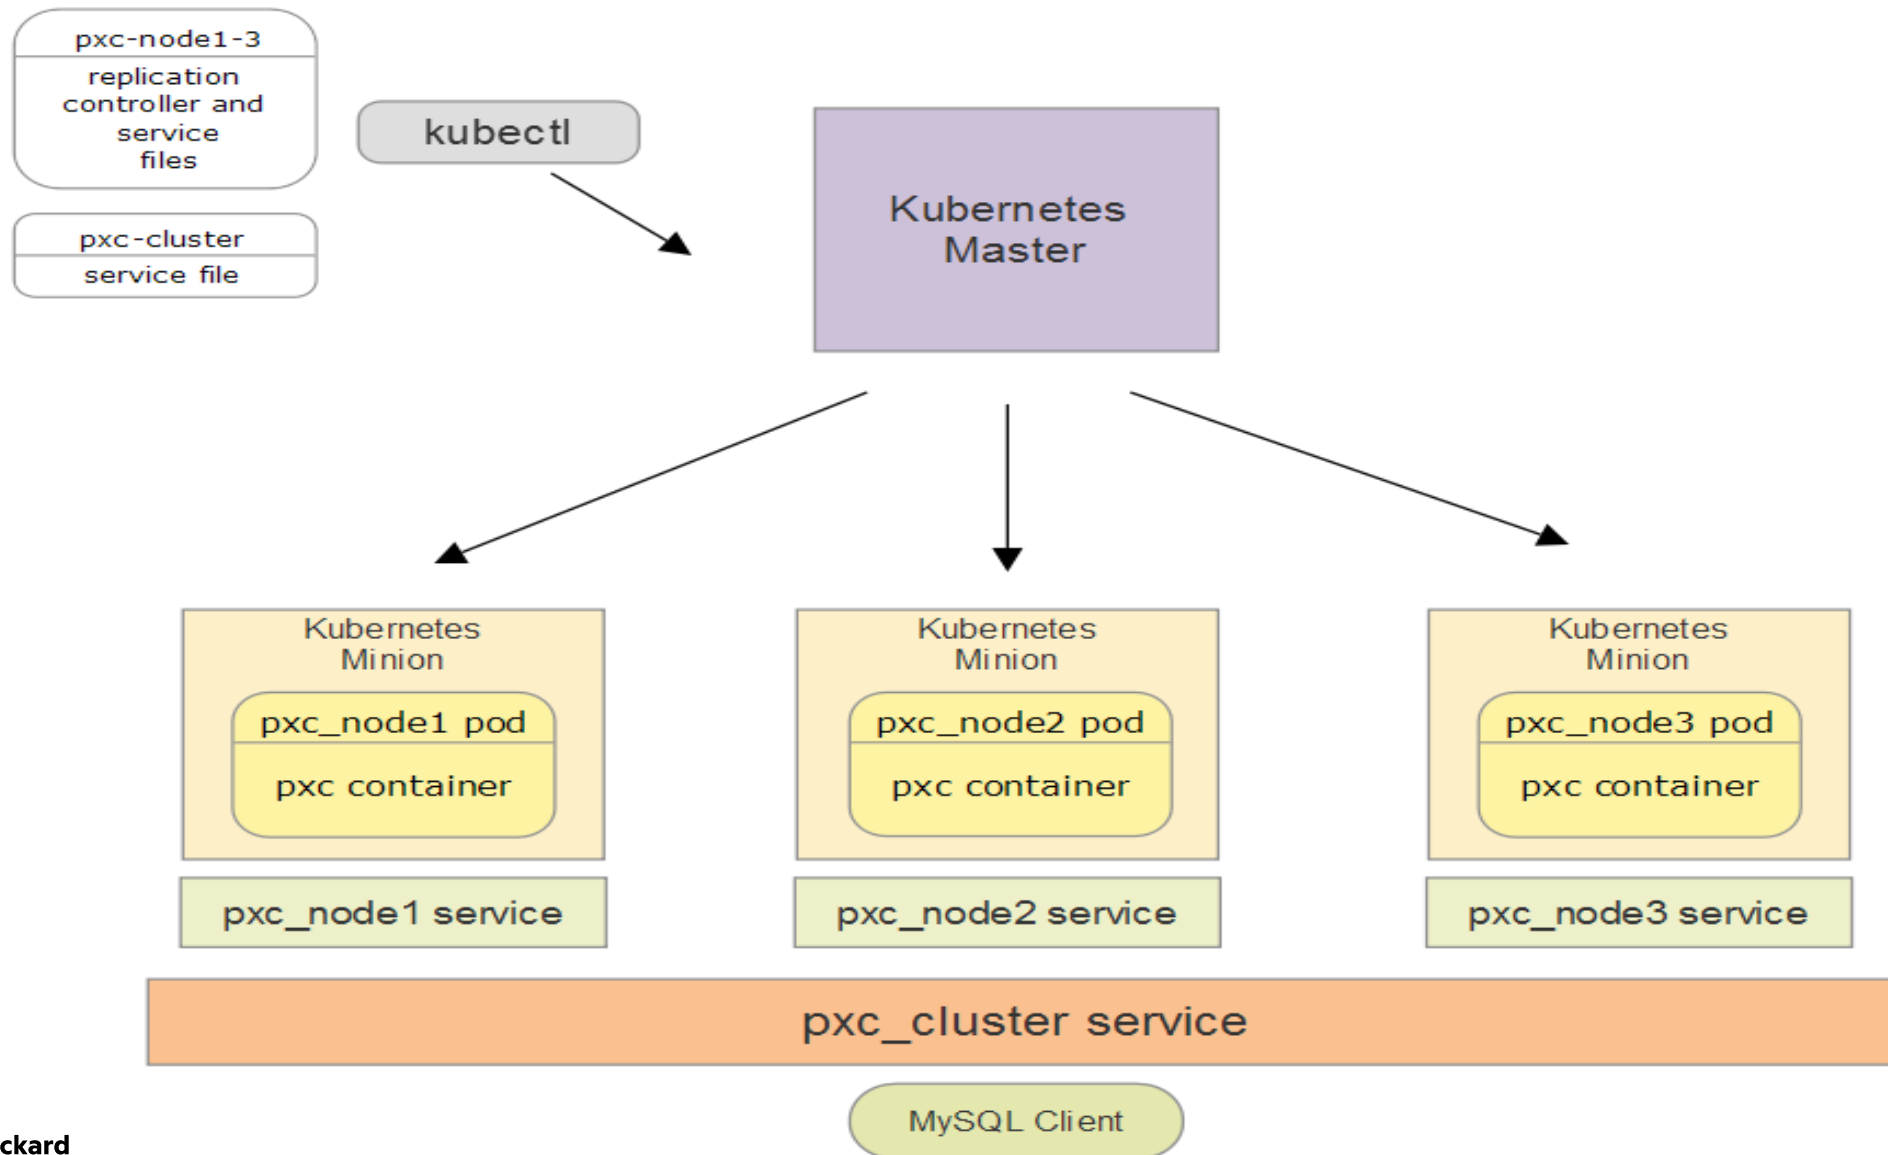 pxc-node1-3
replication
controller and
service
files
kubectl
pxc-cluster
service file
Kubernetes
Master
Kubernetes
Minion
pxc_node1 pod
pxc container
Kubernetes
Minion
pxc_node2 pod
pxc container
Kubernetes
Minion
pxc_node3 pod
pxc container
pxc_node1 service
pxc_node2 service
pxc_node3 service
pxc_cluster service
MySQL Client
ckard